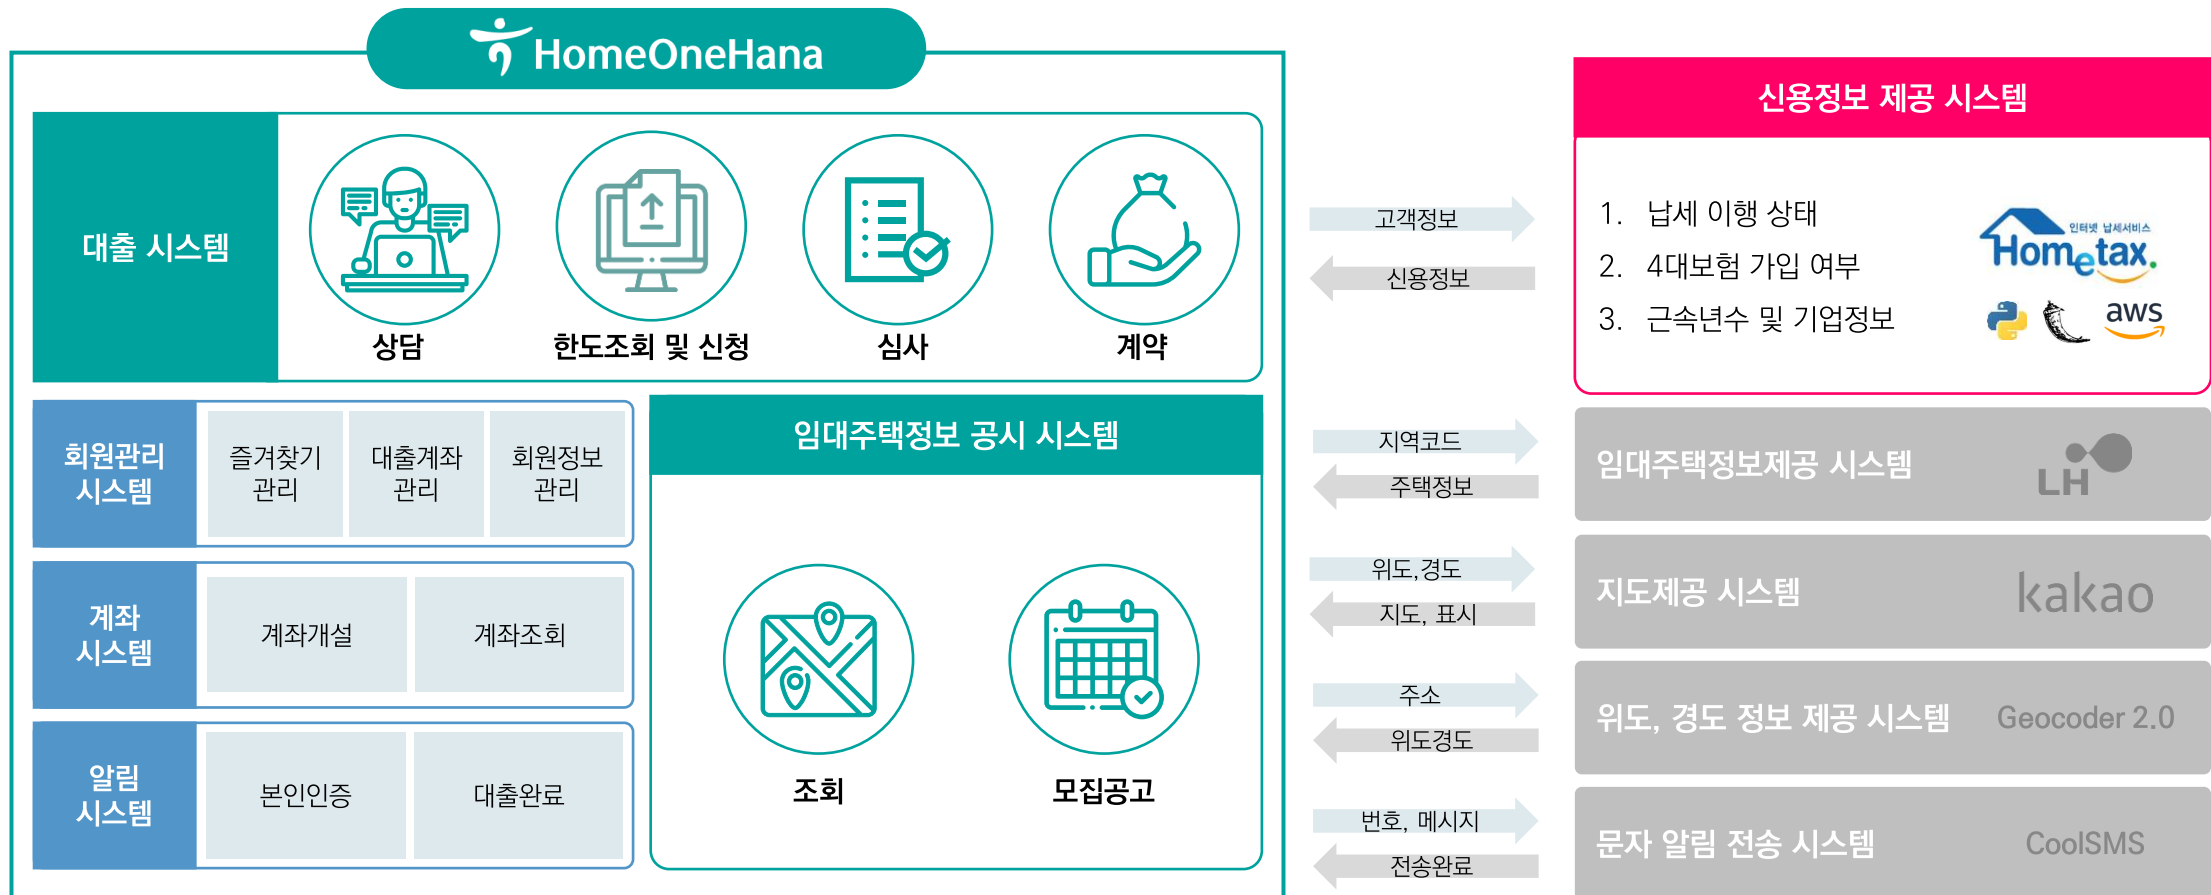 HomeOneHana
대출 시스템
상담
한도조회 및 신청
심사
계약
회원관리
시스템
즐겨찾기
관리
대출계좌
관리
회원정보
관리
계좌
시스템
계좌개설
계좌조회
알림
시스템
본인인증
대출완료
임대주택정보 공시 시스템
조회
모집공고
고객정보
신용정보
지역코드
주택정보
위도,경도
지도, 표시
주소
위도경도
번호, 메시지
전송완료
신용정보 제공 시스템
1. 납세 이행 상태
2. 4대보험 가입 여부
3. 근속년수 및 기업정보
인터넷 납세서비스
Hometax.
aws
임대주택정보제공 시스템
LH
지도제공 시스템
kakao
위도, 경도 정보 제공 시스템
Geocoder 2.0
문자 알림 전송 시스템
CoolSMS